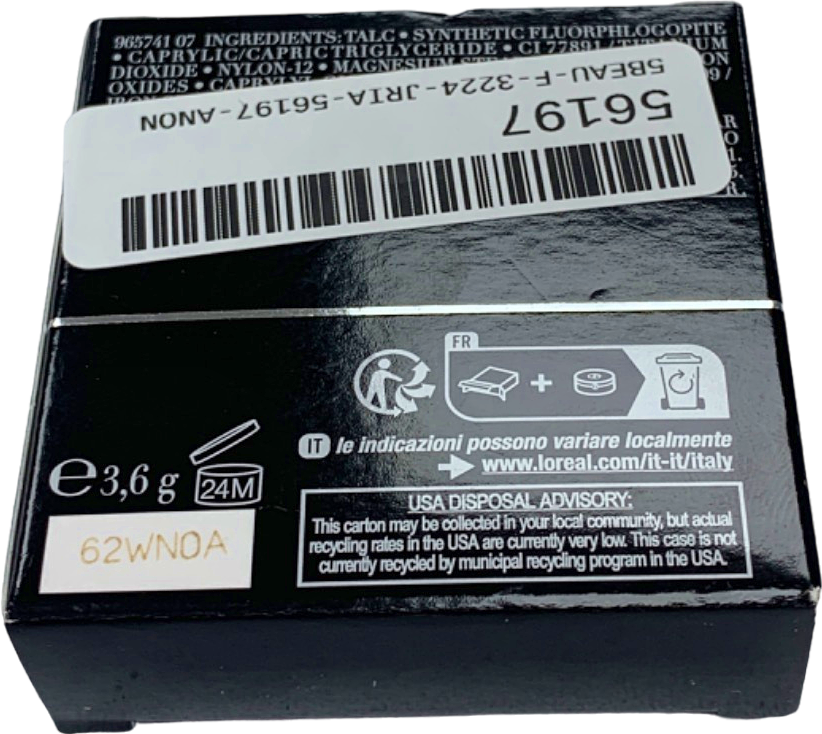 965741 07 INGREDIENTS: TALC • SYNTHETIC FLUORPHLOGOPITE
• CAPRYLIC/CAPRIC TRIGLYCERIDE • CI 77891 / TITANIUM
DIOXIDE • NYLON-12 • MAGNESIUM
OXIDES •
5BEAU-F-3224-JRIA-56197-ANON
56197
FR
+
IT le indicazioni possono variare localmente
www.loreal.com/it-it/italy
e 3,6 g 24M
62WN0A
USA DISPOSAL ADVISORY:
This carton may be collected in your local community, but actual
recycling rates in the USA are currently very low. This case is not
currently recycled by municipal recycling program in the USA.